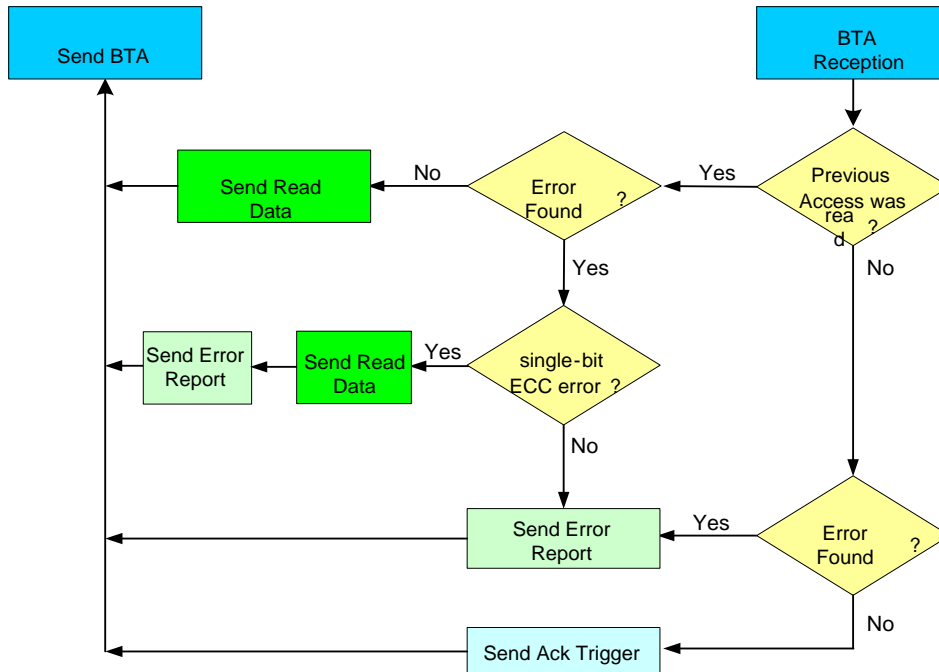 Send BTA
BTA
Reception
Previous
Access was
rea
d ?
Yes
Error
Found ?
No
Send Read
Data
No
Yes
single-bit
ECC error ?
Yes
Send Read
Data
Send Error
Report
No
Send Error
Report
Yes
Error
Found ?
No
Send Ack Trigger